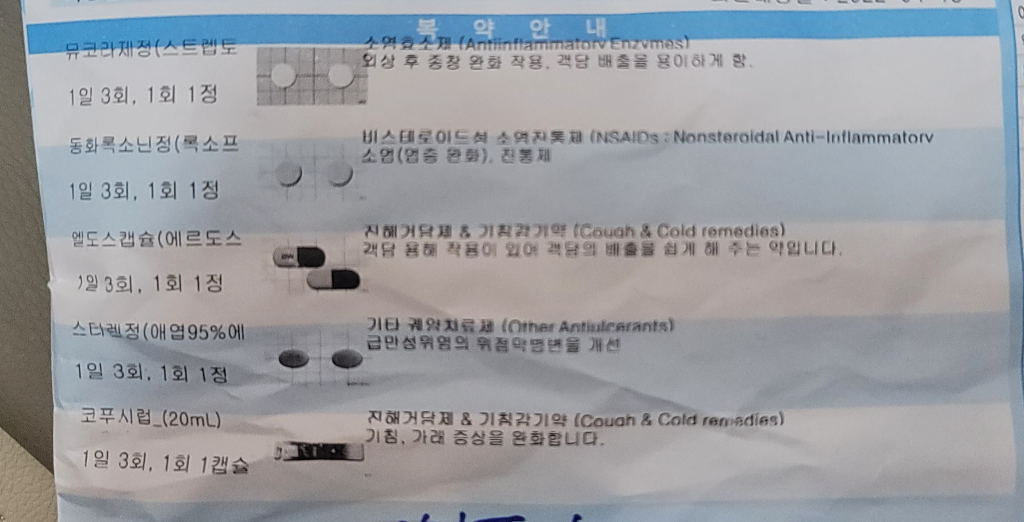 복 약 안 내
뮤코라제정(스트렙도
소염효소제 (Antiinflammatory Enzymes)
외상 후 종창 완화 작용, 객담 배출을 용이하게 함.
1일 3회, 1회 1정
동화록소닌정(록소프
비스테로이드성 소염진통제 (NSAIDs : Nonsteroidal Anti-Inflammatory
소염(염증 완화), 진통제
1일 3회, 1회 1정
엘도스캡슐(에르도스
진해거담제 & 기침감기약 (Cough & Cold remedies)
객담 용해 작용이 있어 객담의 배출을 쉽게 해 주는 약입니다.
1일 3회, 1회 1정
스타렌정(애엽95%에
기타 궤양치료제 (Other Antiulcerants)
급만성위염의 위점막병변을 개선
1일 3회, 1회 1정
코푸시럽_(20mL)
진해거담제 & 기침감기약 (Cough & Cold remedies)
기침, 가래 증상을 완화합니다.
1일 3회, 1회 1캡슐